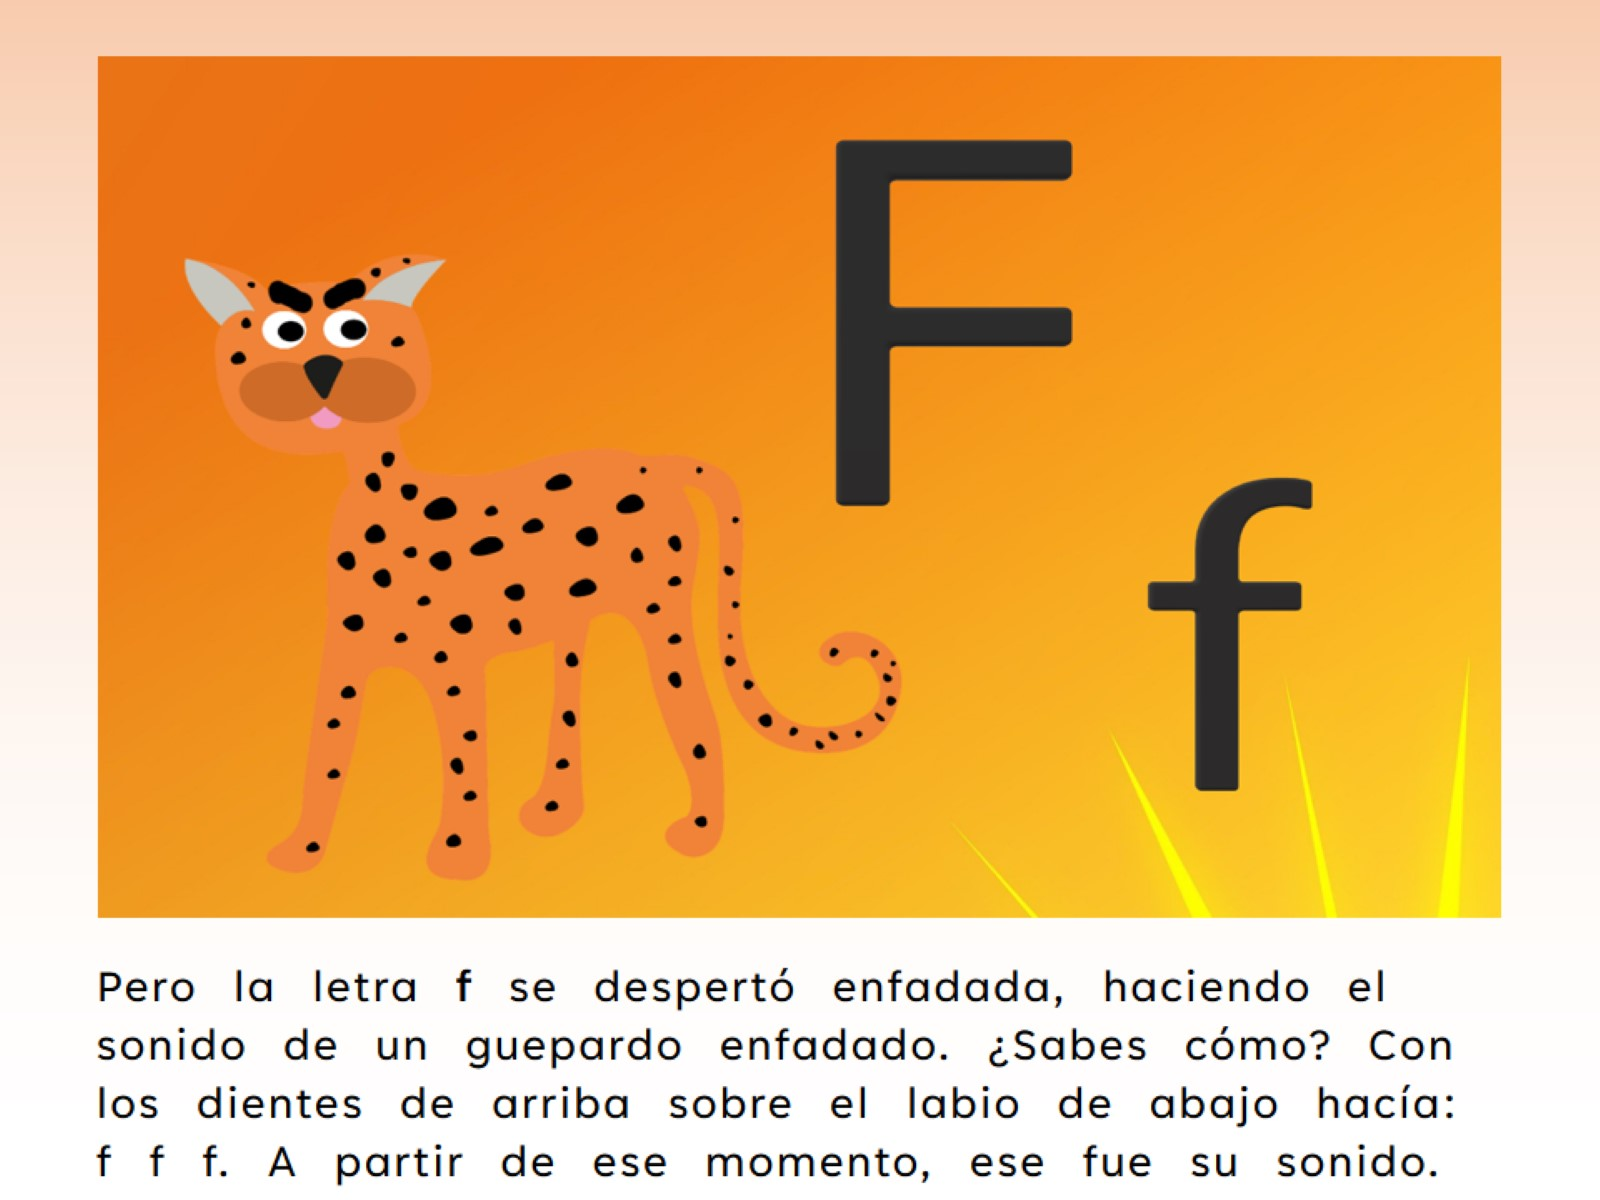 F
f
Pero la letra f se despertó enfadada, haciendo el
sonido de un guepardo enfadado. ¿Sabes cómo? Con
los dientes de arriba sobre el labio de abajo hacía:
f f f. A partir de ese momento, ese fue su sonido.